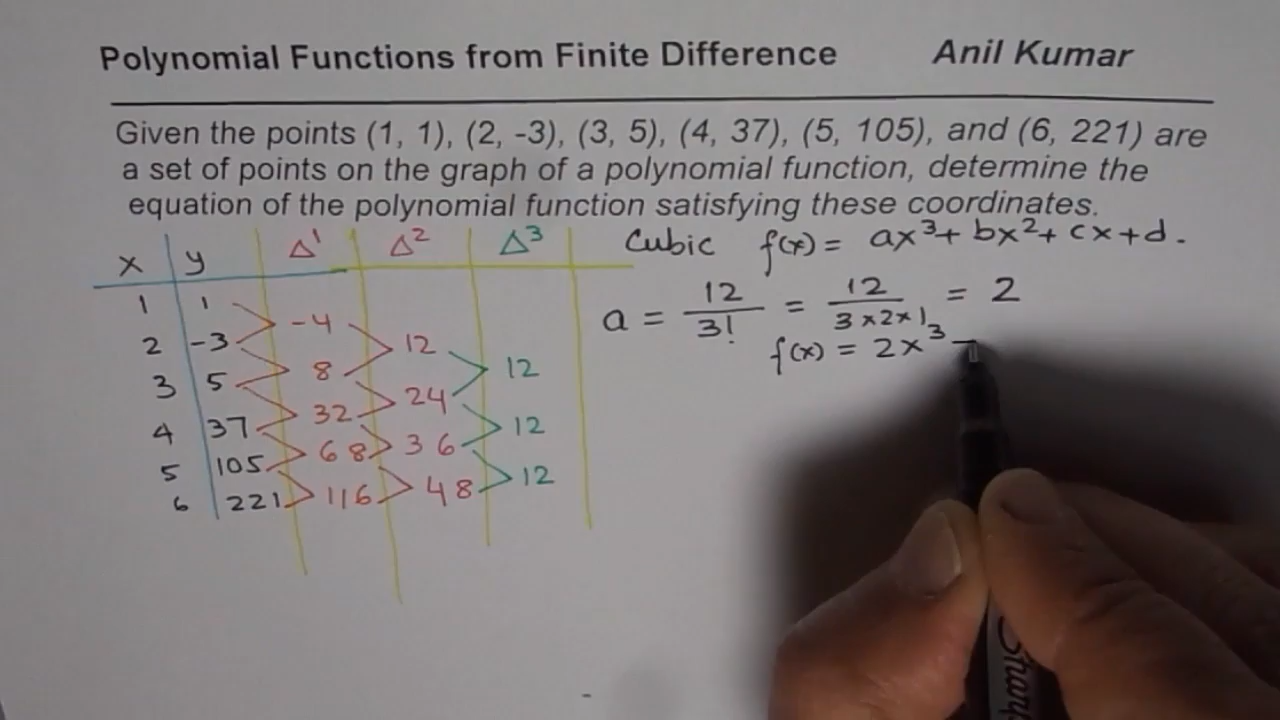 Polynomial Functions from Finite Difference Anil Kumar
Given the points (1, 1), (2, -3), (3, 5), (4, 37), (5, 105), and (6, 221) are
a set of points on the graph of a polynomial function, determine the
equation of the polynomial function satisfying these coordinates.
x y Δ¹ Δ² Δ³
1 1
-4
2 -3 12
8 12
3 5 24
32 12
4 37 36
68 12
5 105 48
116
6 221
Cubic f(x) = ax³ + bx² + cx + d.
a = 12/3! = 12/(3×2×1) = 2
f(x) = 2x³